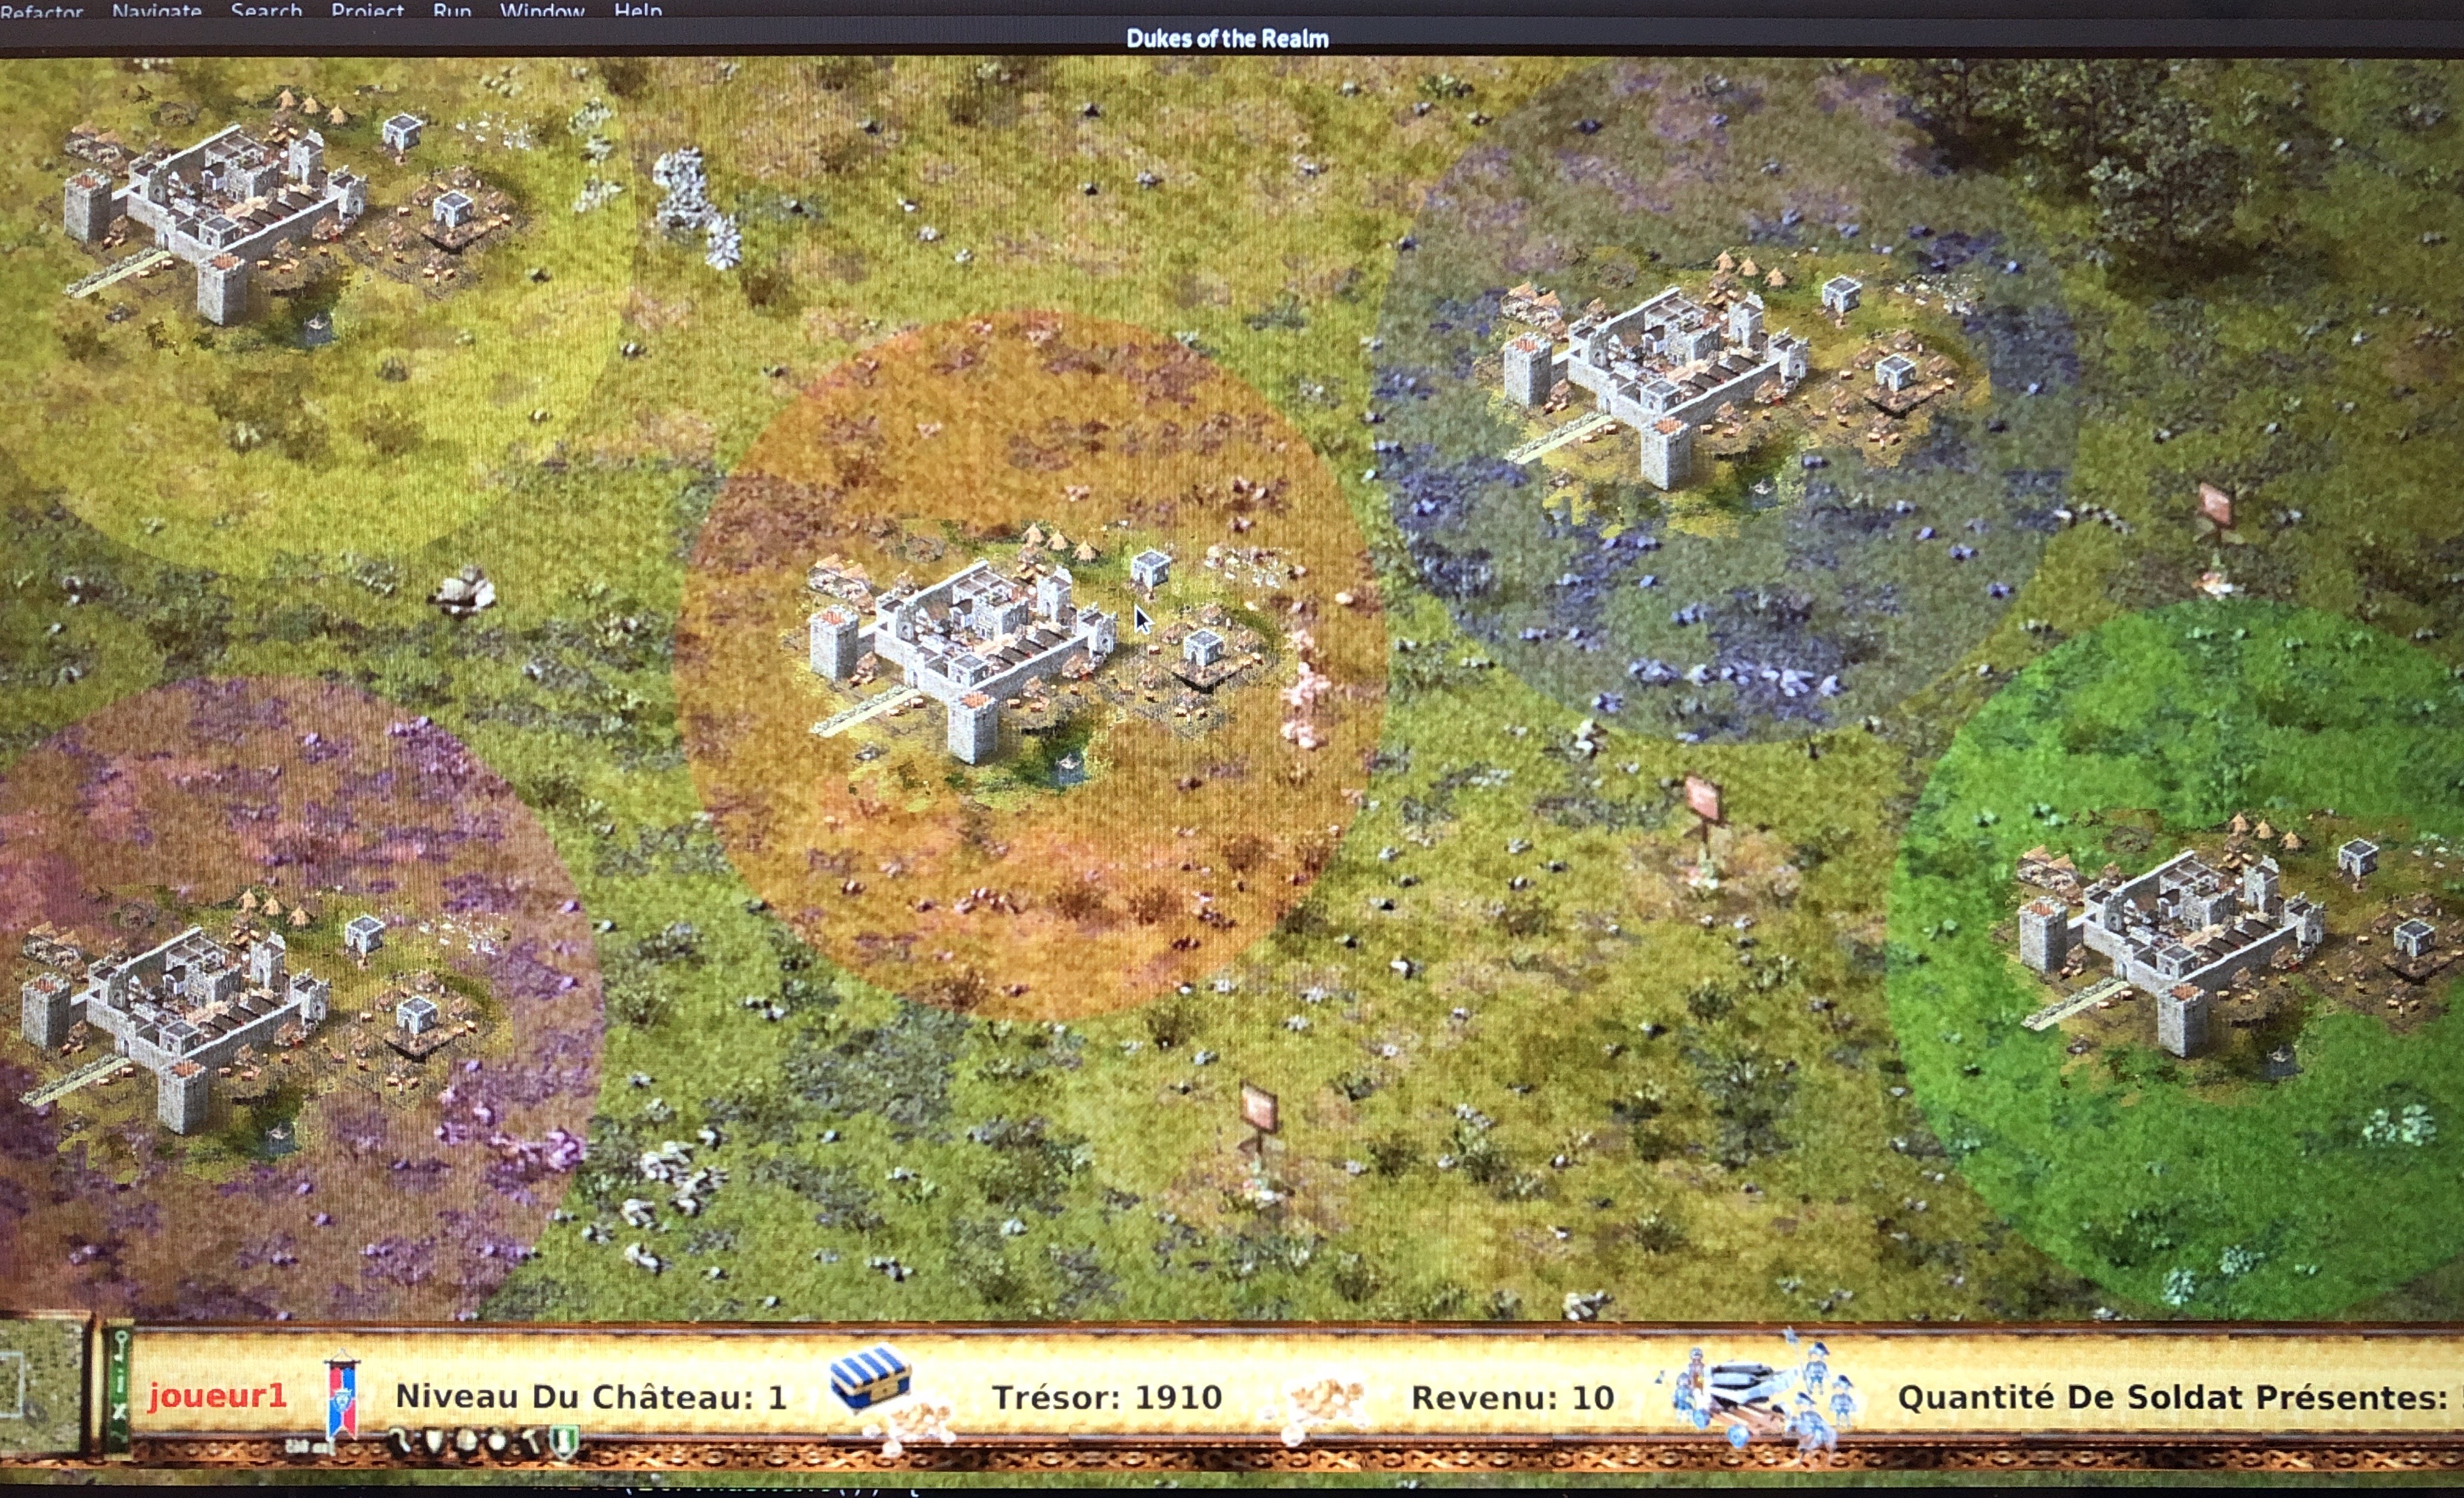 Refactor Navigate Search Project Run Window Help
Dukes of the Realm
joueur1 Niveau Du Château: 1 Trésor: 1910 Revenu: 10 Quantité De Soldat Présentes: